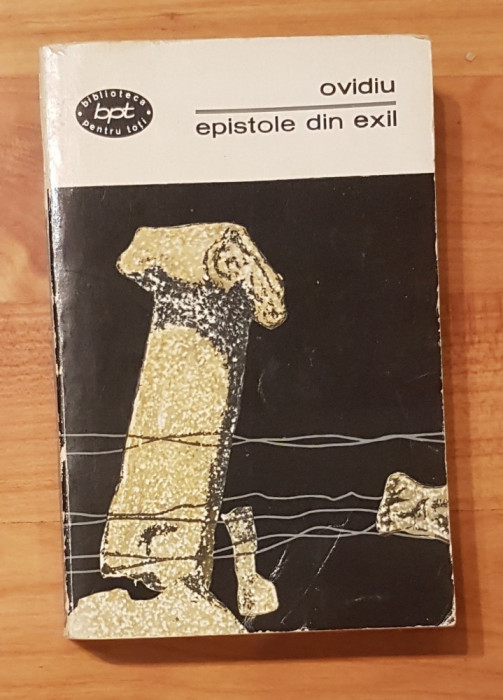 biblioteca
bpt
pentru toți
ovidiu
epistole din exil